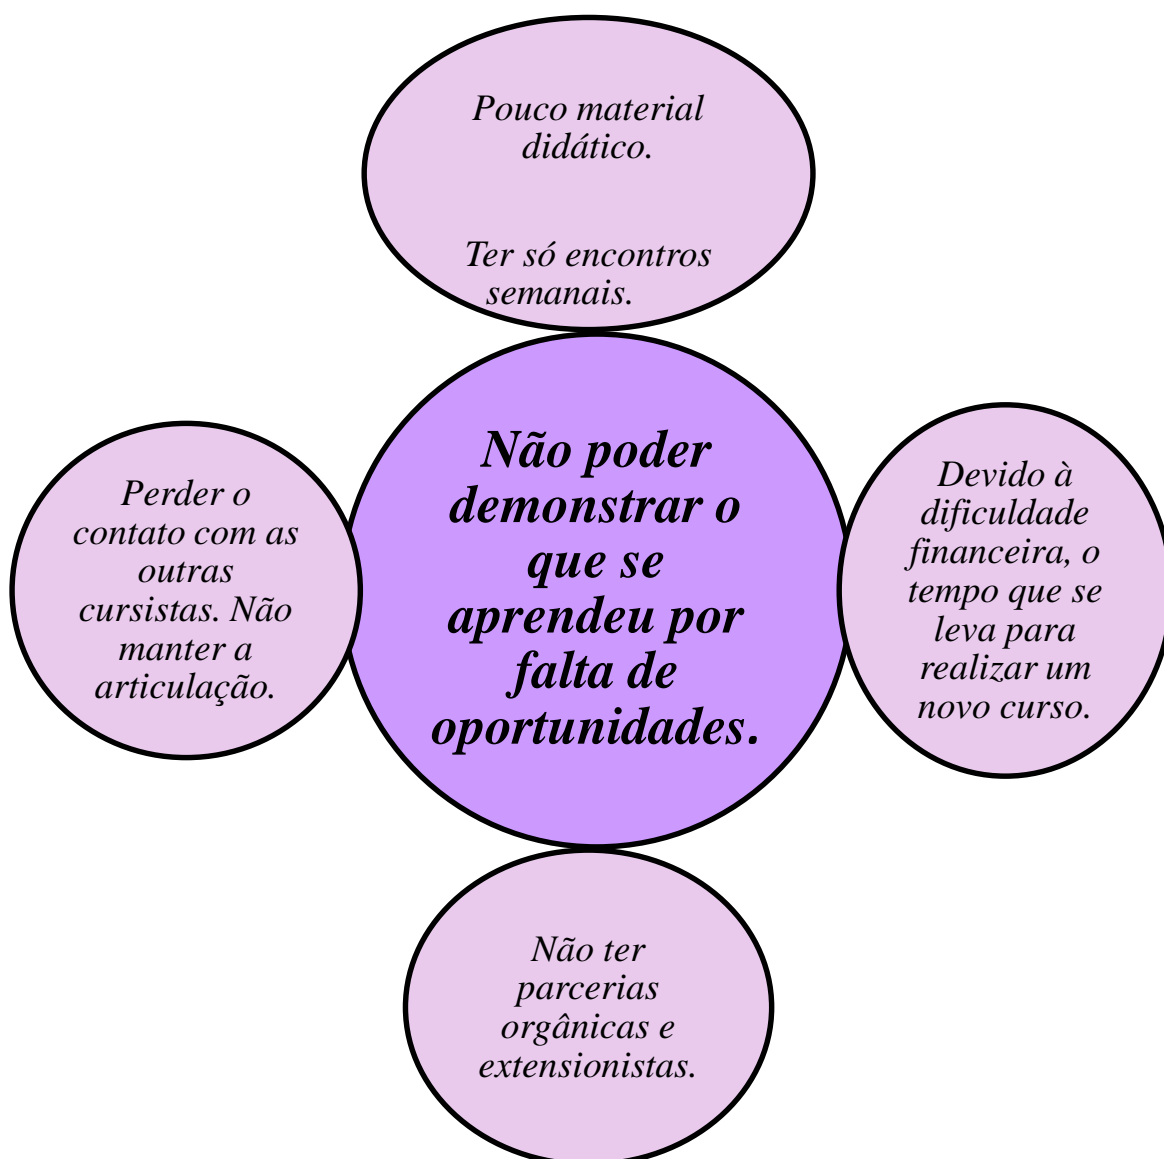 Pouco material
didático.
Ter só encontros
semanais.
Não poder
demonstrar o
que se
aprendeu por
falta de
oportunidades.
Perder o
contato com as
outras
cursistas. Não
manter a
articulação.
Devido à
dificuldade
financeira, o
tempo que se
leva para
realizar um
novo curso.
Não ter
parcerias
orgânicas e
extensionistas.